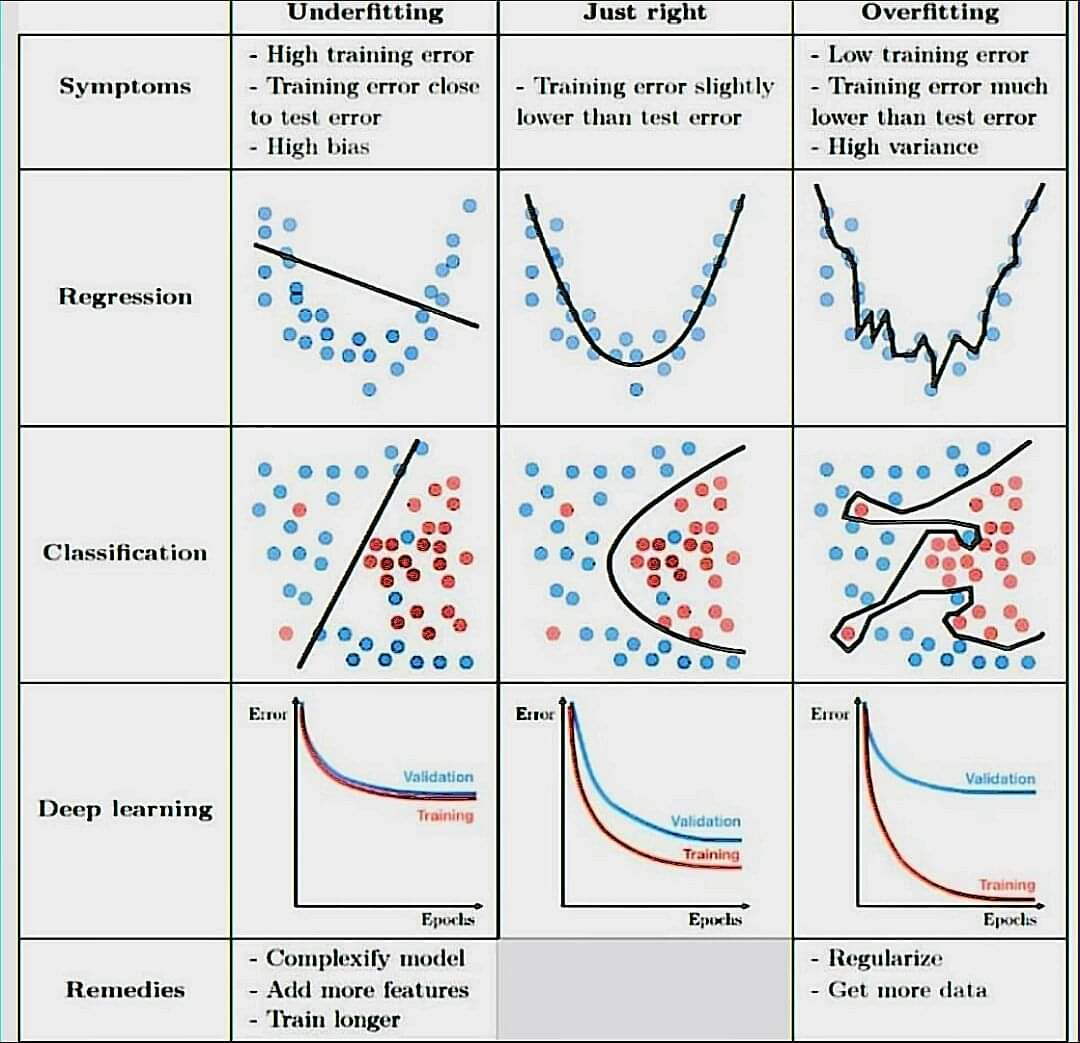 Underfitting
Just right
Overfitting
Symptoms
- High training error
- Training error close
to test error
- High bias
- Training error slightly
lower than test error
- Low training error
- Training error much
lower than test error
- High variance
Regression
Classification
Deep learning
Error
Validation
Training
Epochs
Error
Validation
Training
Epochs
Error
Validation
Training
Epochs
Remedies
- Complexify model
- Add more features
- Train longer
- Regularize
- Get more data